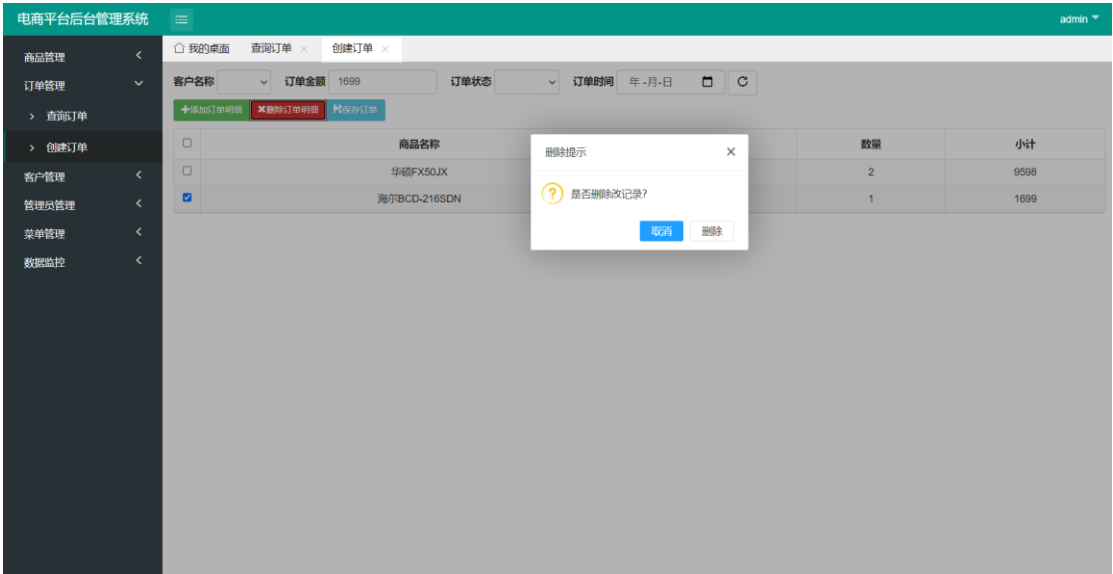 电商平台后台管理系统
admin
商品管理
订单管理
查询订单
创建订单
客户管理
管理员管理
菜单管理
数据监控
我的桌面 查询订单 创建订单
客户名称 订单金额 1699 订单状态 订单时间 年-月-日
添加订单明细 删除订单明细 保存订单
商品名称 数量 小计
华硕FX50JX 2 9598
海尔BCD-216SDN 1 1699
删除提示
是否删除改记录?
取消 删除